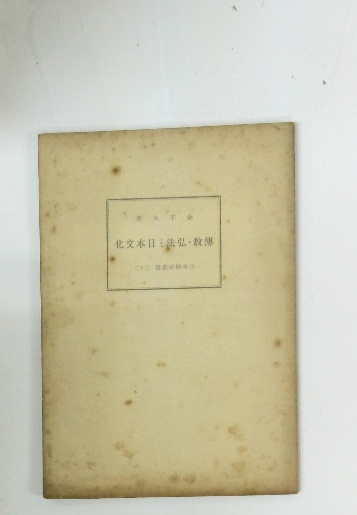 金子大榮
傳教・弘法と日本文化
日本精神叢書